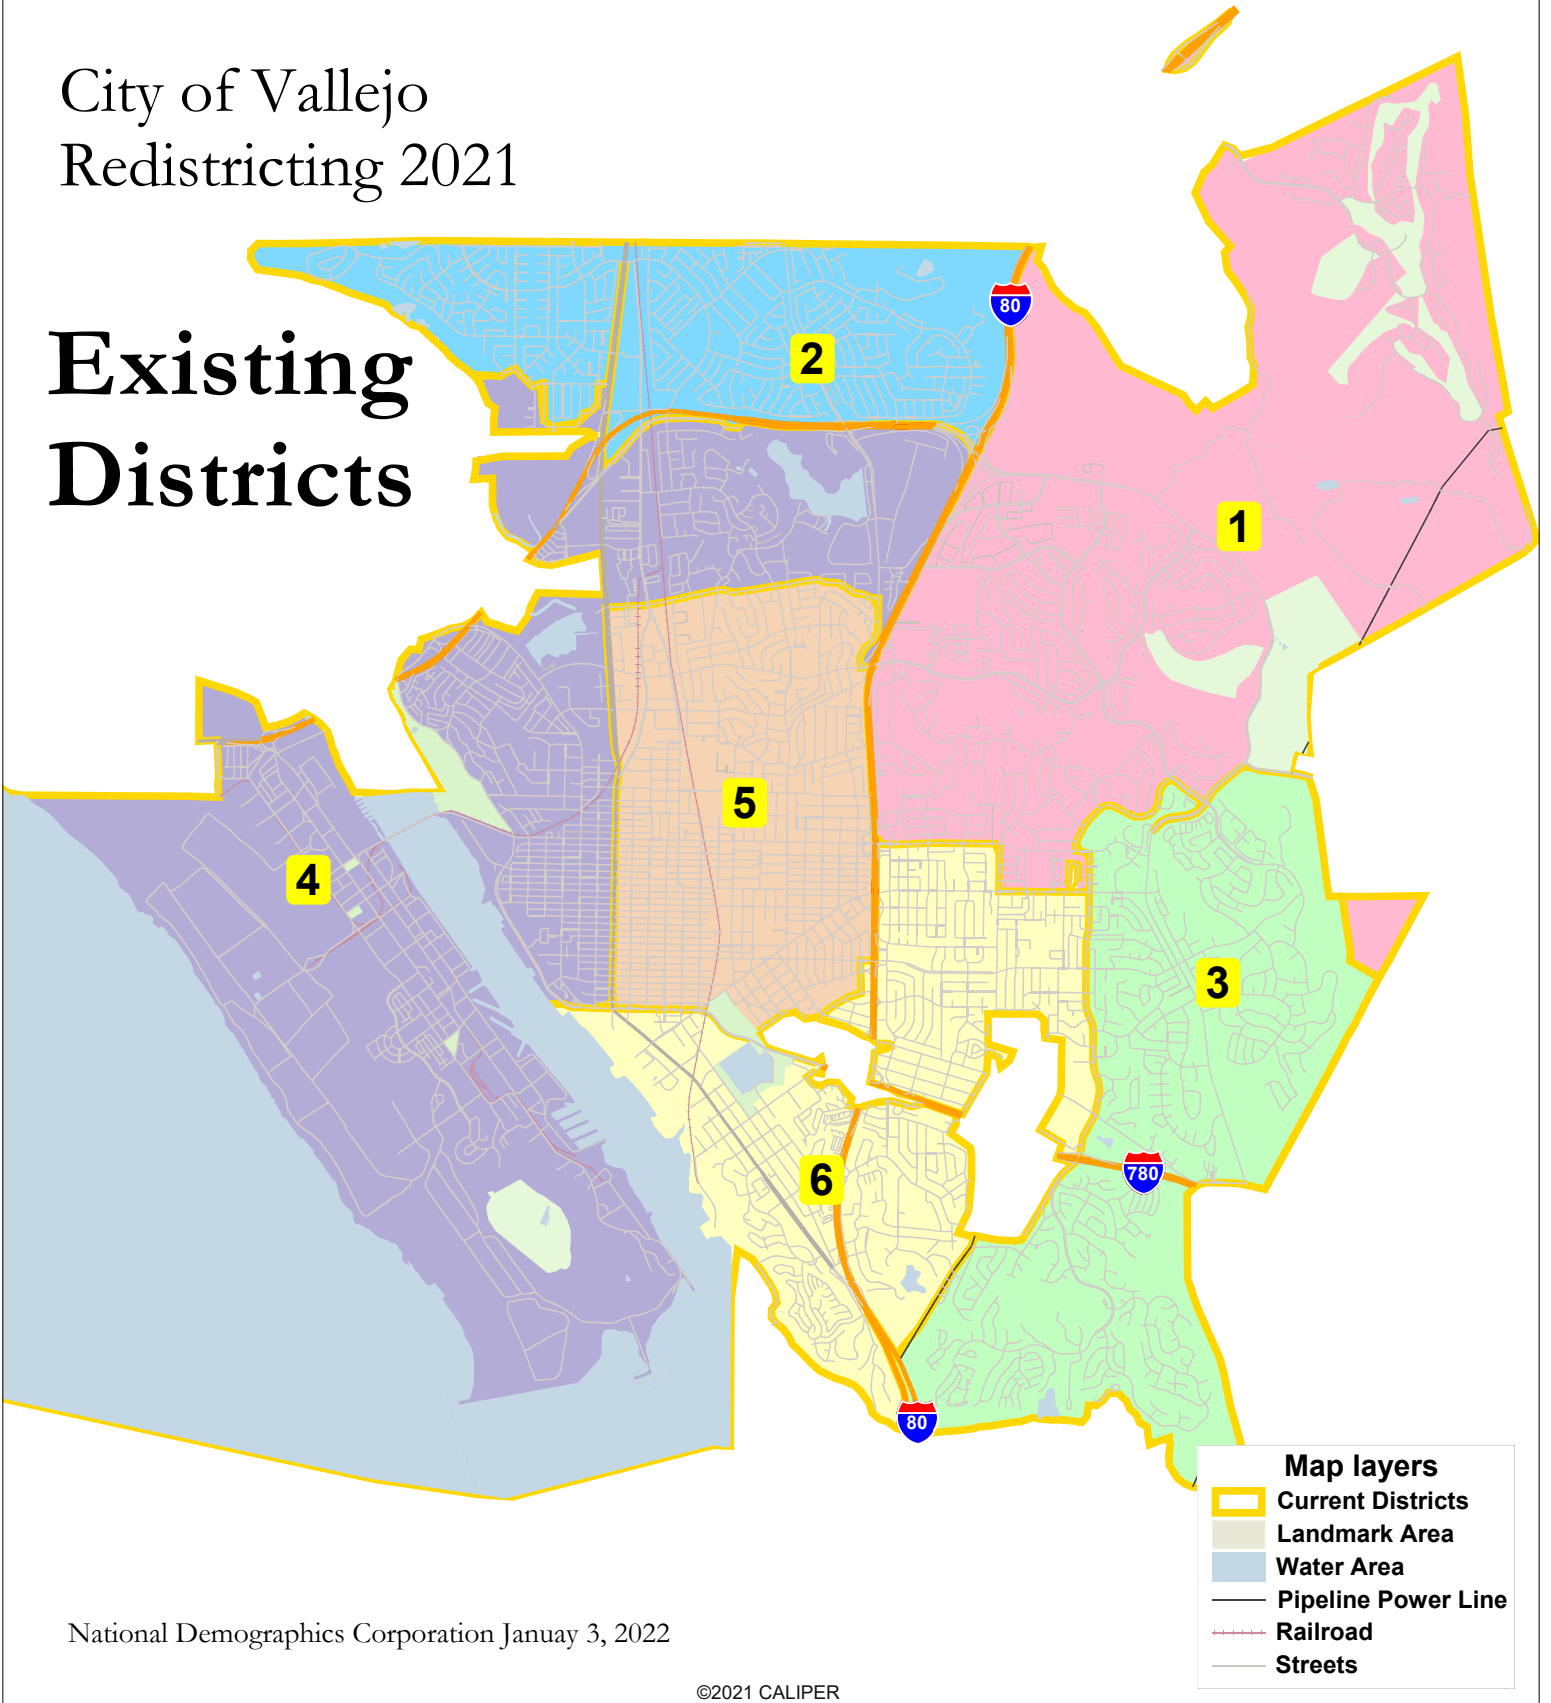 City of Vallejo
Redistricting 2021
Existing
Districts
80
2
1
5
4
3
780
6
80
Map layers
Current Districts
Landmark Area
Water Area
Pipeline Power Line
Railroad
Streets
National Demographics Corporation Januay 3, 2022
©2021 CALIPER